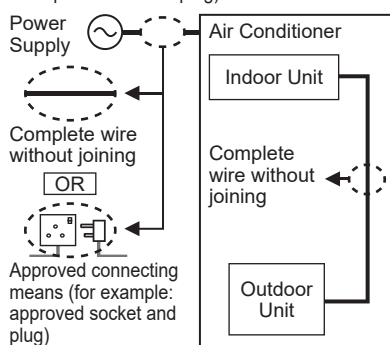 Power
Supply
Air Conditioner
Indoor Unit
Complete wire
without joining
OR
Complete
wire without
joining
Approved connecting
means (for example:
approved socket and
plug)
Outdoor
Unit